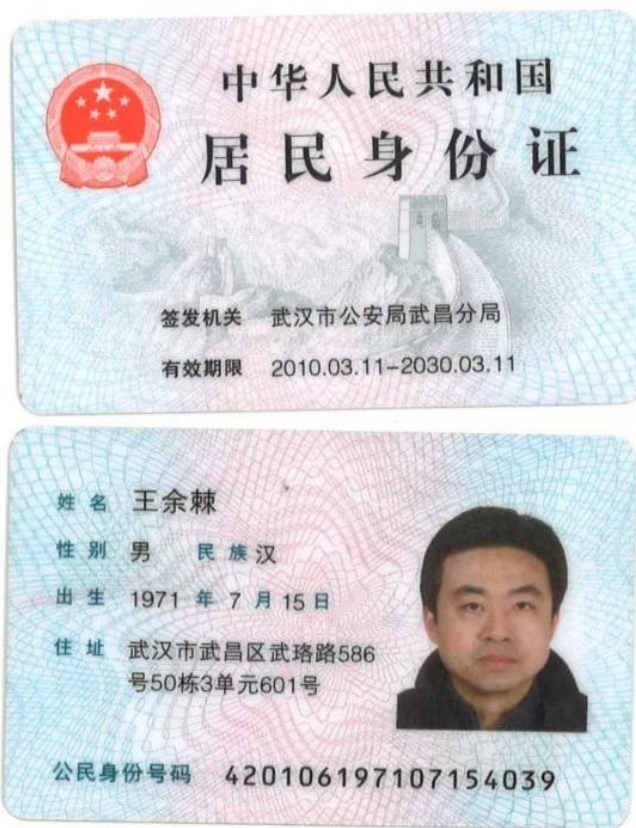 中华人民共和国
居民身份证
签发机关 武汉市公安局武昌分局
有效期限 2010.03.11-2030.03.11
姓名 王余棘
性别 男 民族 汉
出生 1971 年 7 月 15 日
住址 武汉市武昌区武珞路586
号50栋3单元601号
公民身份号码 420106197107154039